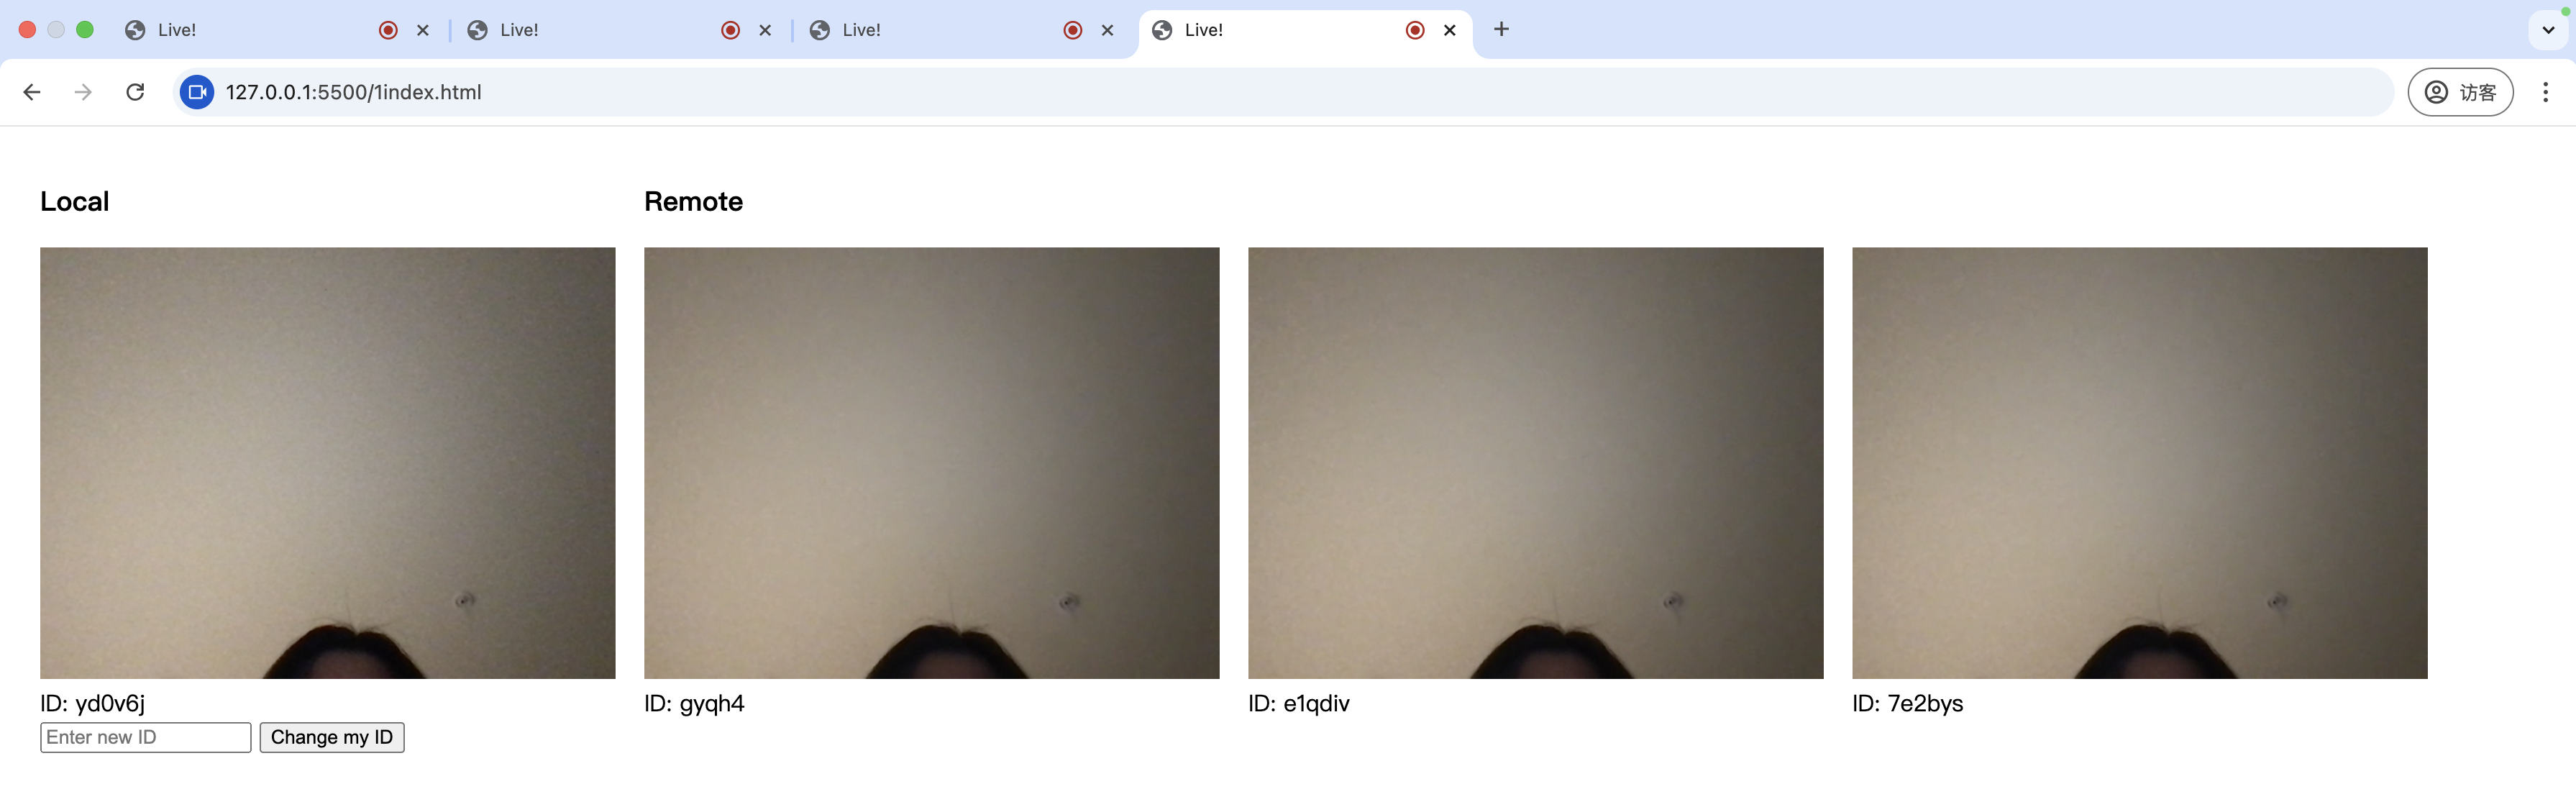 Live!
Live!
Live!
Live!
127.0.0.1:5500/1index.html
访客
Local
Remote
ID: yd0v6j
ID: gyqh4
ID: e1qdiv
ID: 7e2bys
Enter new ID
Change my ID